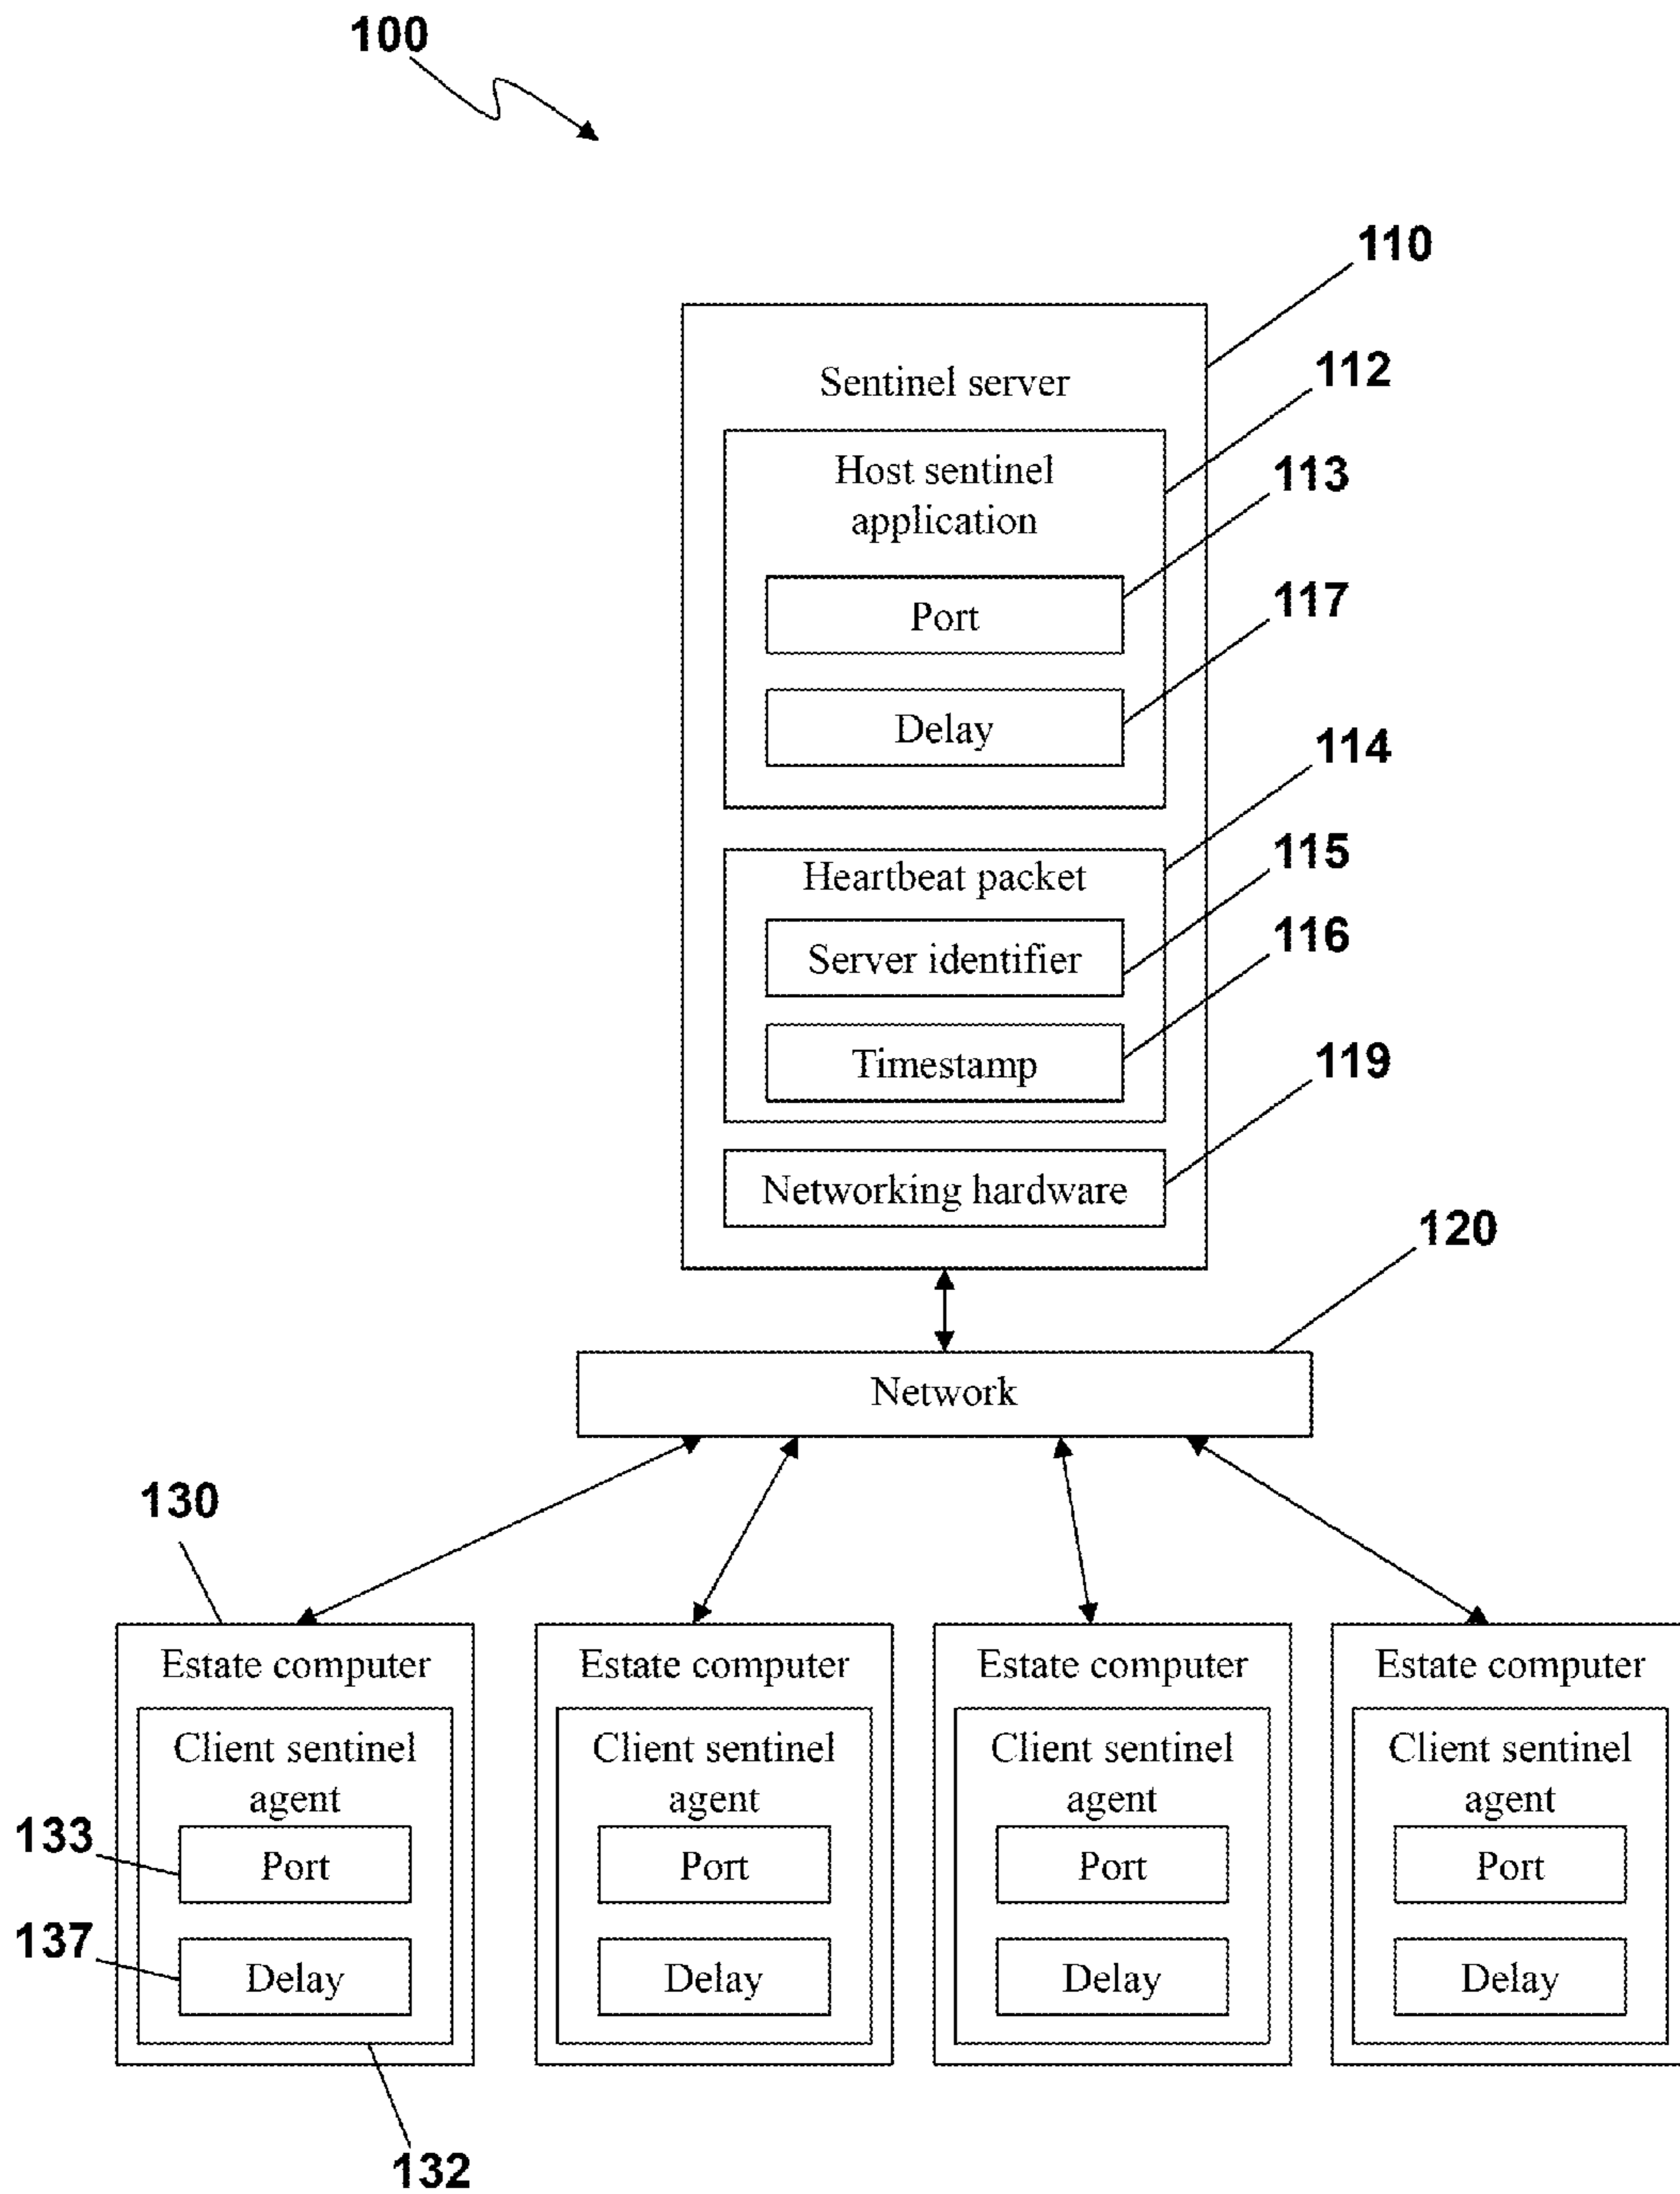 100
110
Sentinel server
112
Host sentinel
application
113
Port
117
Delay
114
Heartbeat packet
115
Server identifier
116
Timestamp
119
Networking hardware
120
Network
130
Estate computer
Client sentinel
agent
133
Port
137
Delay
132
Estate computer
Client sentinel
agent
Port
Delay
Estate computer
Client sentinel
agent
Port
Delay
Estate computer
Client sentinel
agent
Port
Delay